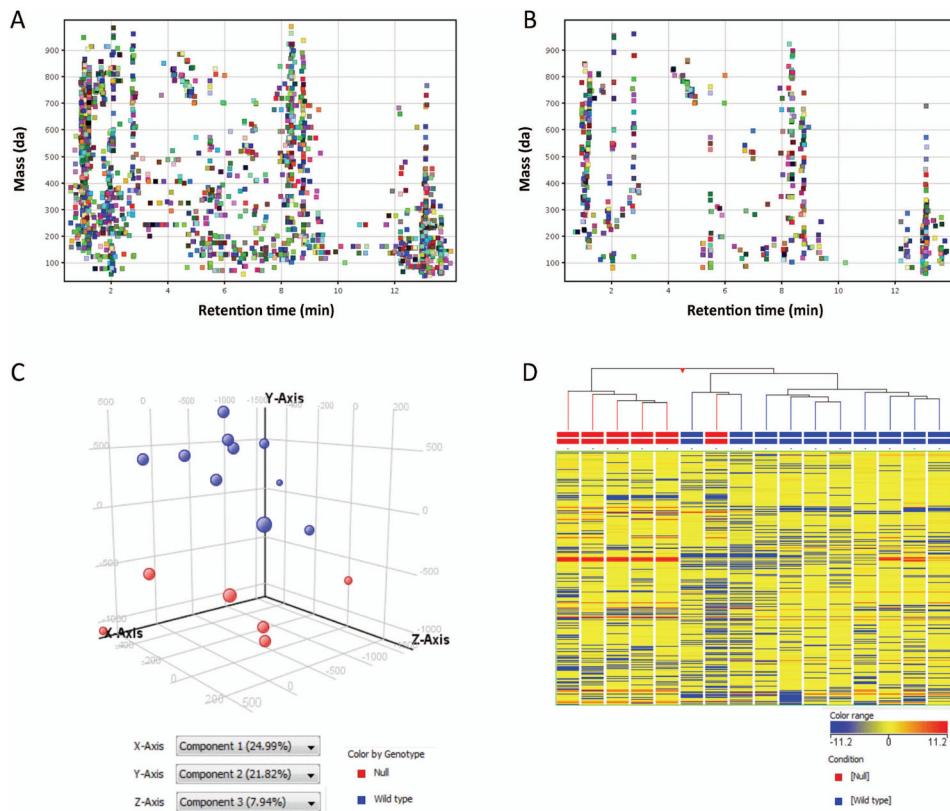 A
B
900
800
700
600
500
400
300
200
100
Mass (da)
2
4
6
8
10
12
Retention time (min)
900
800
700
600
500
400
300
200
100
Mass (da)
2
4
6
8
10
12
Retention time (min)
C
D
Y-Axis
X-Axis
Z-Axis
X-Axis Component 1 (24.99%)
Y-Axis Component 2 (21.82%)
Z-Axis Component 3 (7.94%)
Color by Genotype
Null
Wild type
Color range
-11.2 0 11.2
Condition
[Null]
[Wild type]